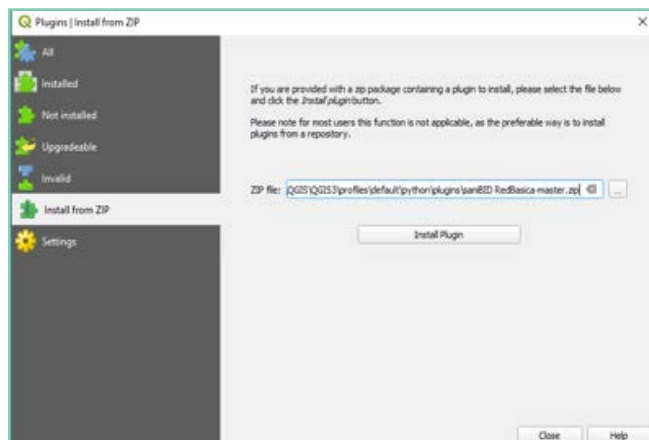 Plugins | Install from ZIP
All
Installed
Not installed
Upgradeable
Invalid
Install from ZIP
Settings
If you are provided with a zip package containing a plugin to install, please select the file below
and click the Install plugin button.
Please note for most users this function is not applicable, as the preferable way is to install
plugins from a repository.
ZIP file: QGIS\QGIS3\profiles\default\python\plugins\saniBID RedBasica-master.zip ...
Install Plugin
Close Help